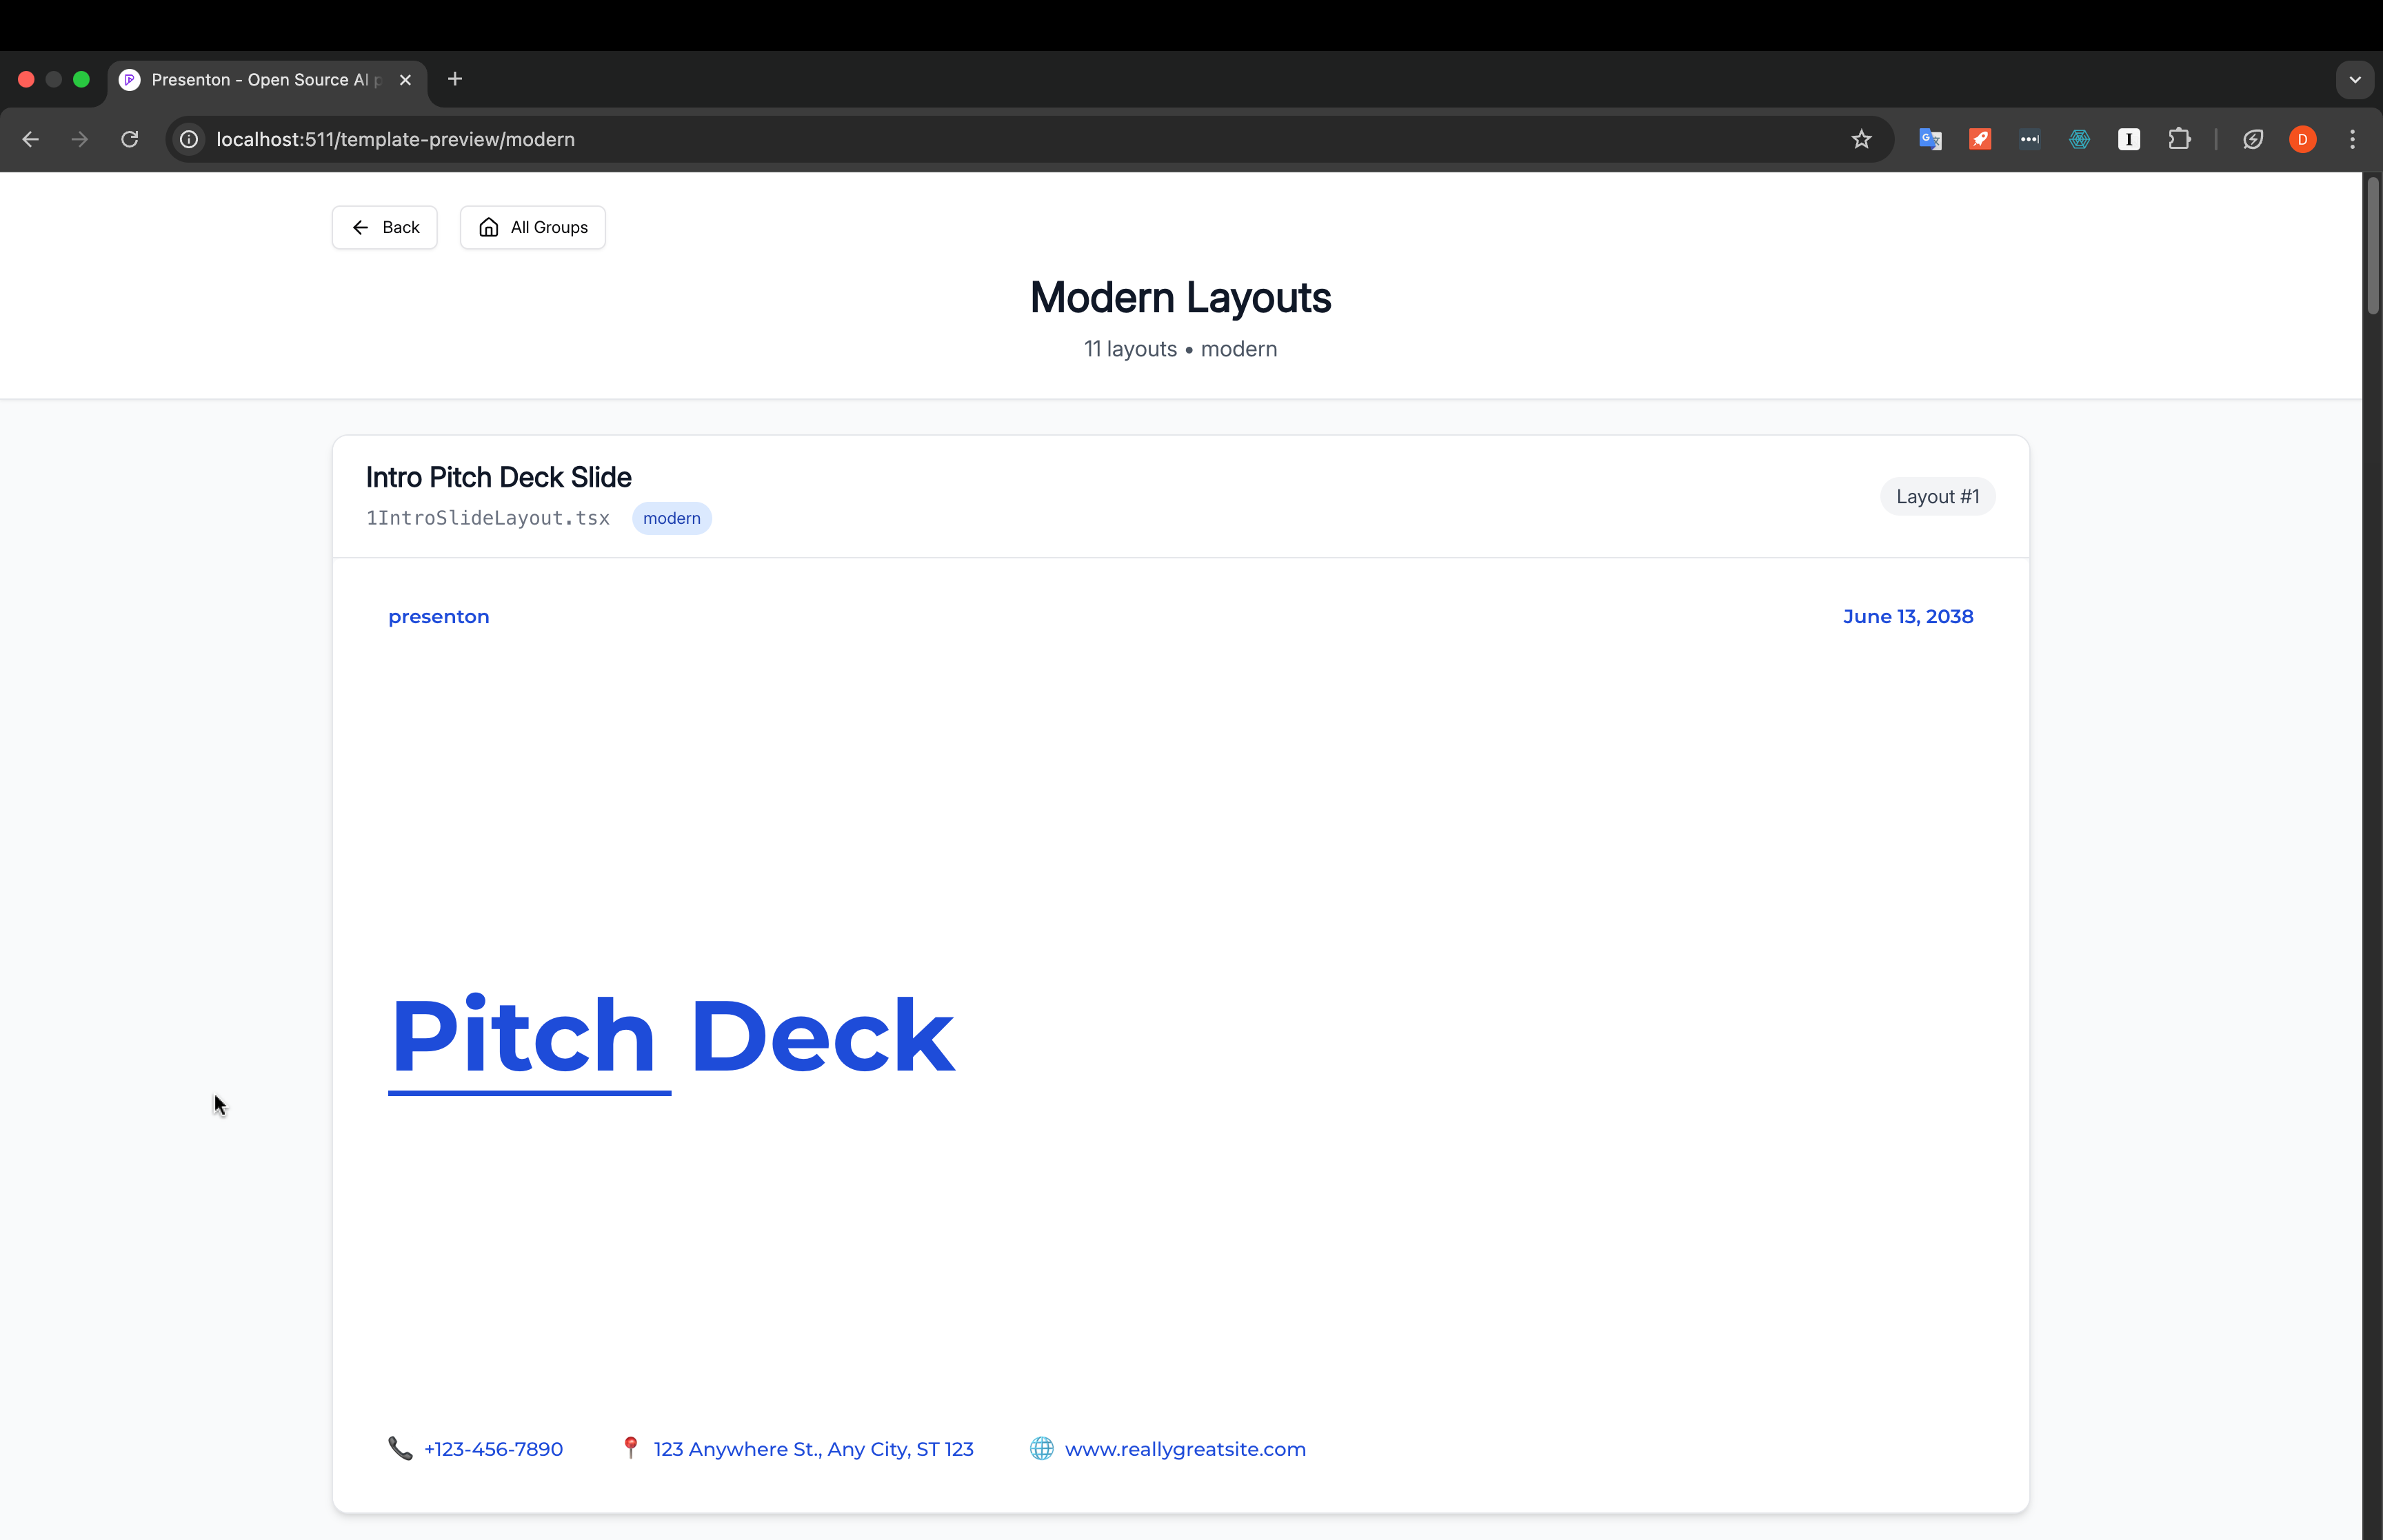 Presenton - Open Source AI p
localhost:511/template-preview/modern
D
Back
All Groups
Modern Layouts
11 layouts • modern
Intro Pitch Deck Slide
1IntroSlideLayout.tsx
modern
Layout #1
presenton
June 13, 2038
Pitch Deck
+123-456-7890
123 Anywhere St., Any City, ST 123
www.reallygreatsite.com